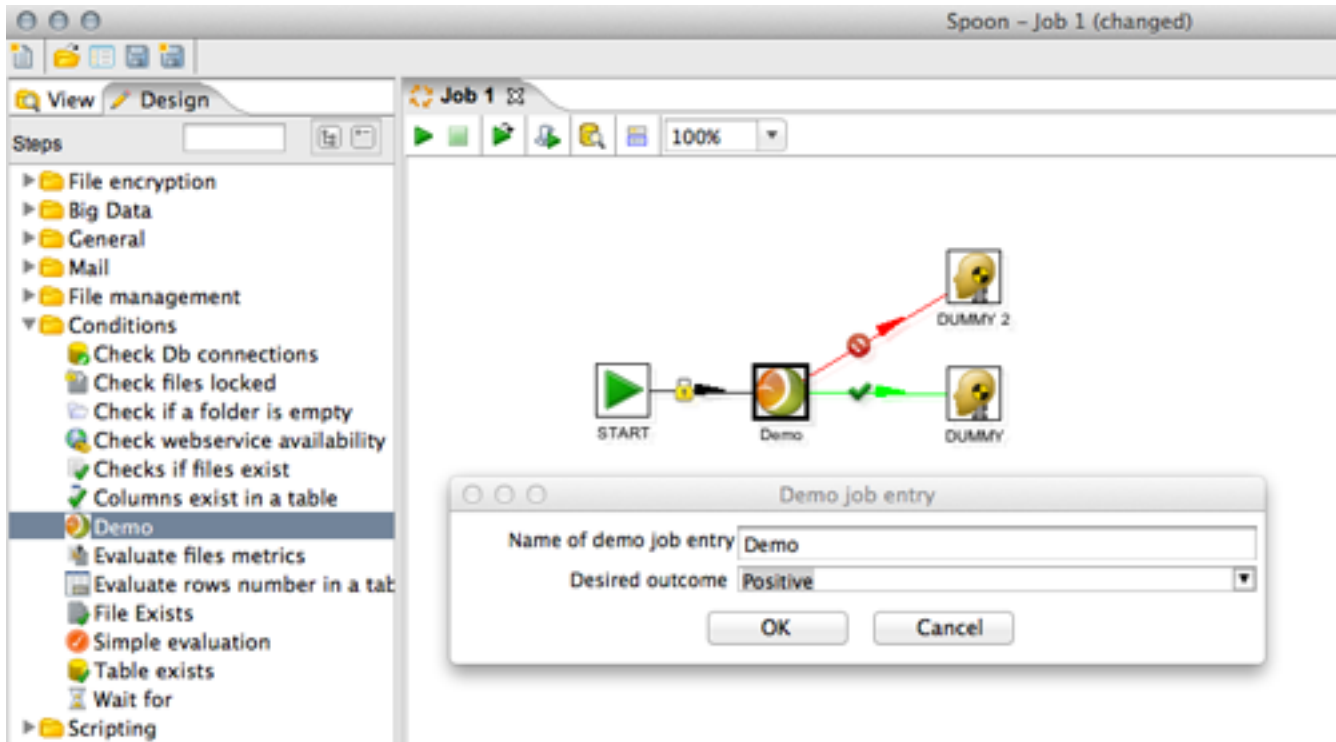 Spoon – Job 1 (changed)
View
Design
Job 1
Steps
100%
File encryption
Big Data
General
Mail
File management
Conditions
Check Db connections
Check files locked
Check if a folder is empty
Check webservice availability
Checks if files exist
Columns exist in a table
Demo
Evaluate files metrics
Evaluate rows number in a tab
File Exists
Simple evaluation
Table exists
Wait for
Scripting
DUMMY 2
START
Demo
DUMMY
Demo job entry
Name of demo job entry Demo
Desired outcome Positive
OK
Cancel